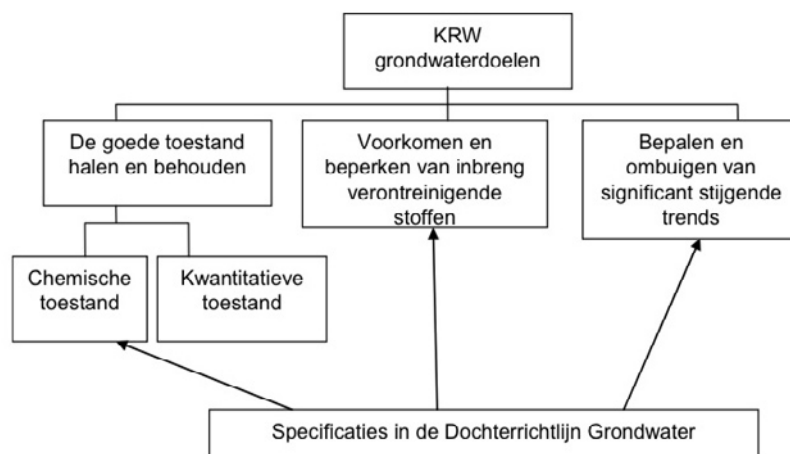 KRW
grondwaterdoelen
De goede toestand
halen en behouden
Voorkomen en
beperken van inbreng
verontreinigende
stoffen
Bepalen en
ombuigen van
significant stijgende
trends
Chemische
toestand
Kwantitatieve
toestand
Specificaties in de Dochterrichtlijn Grondwater